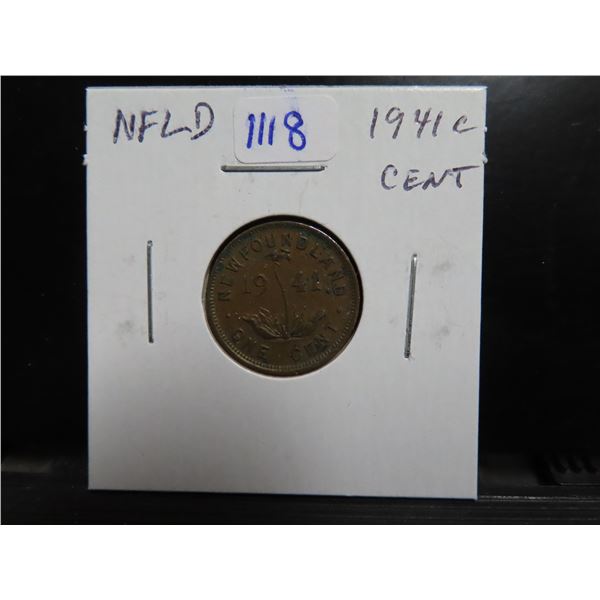 NFLD 1118 1941c
CENT
NEWFOUNDLAND
19 41
ONE CENT